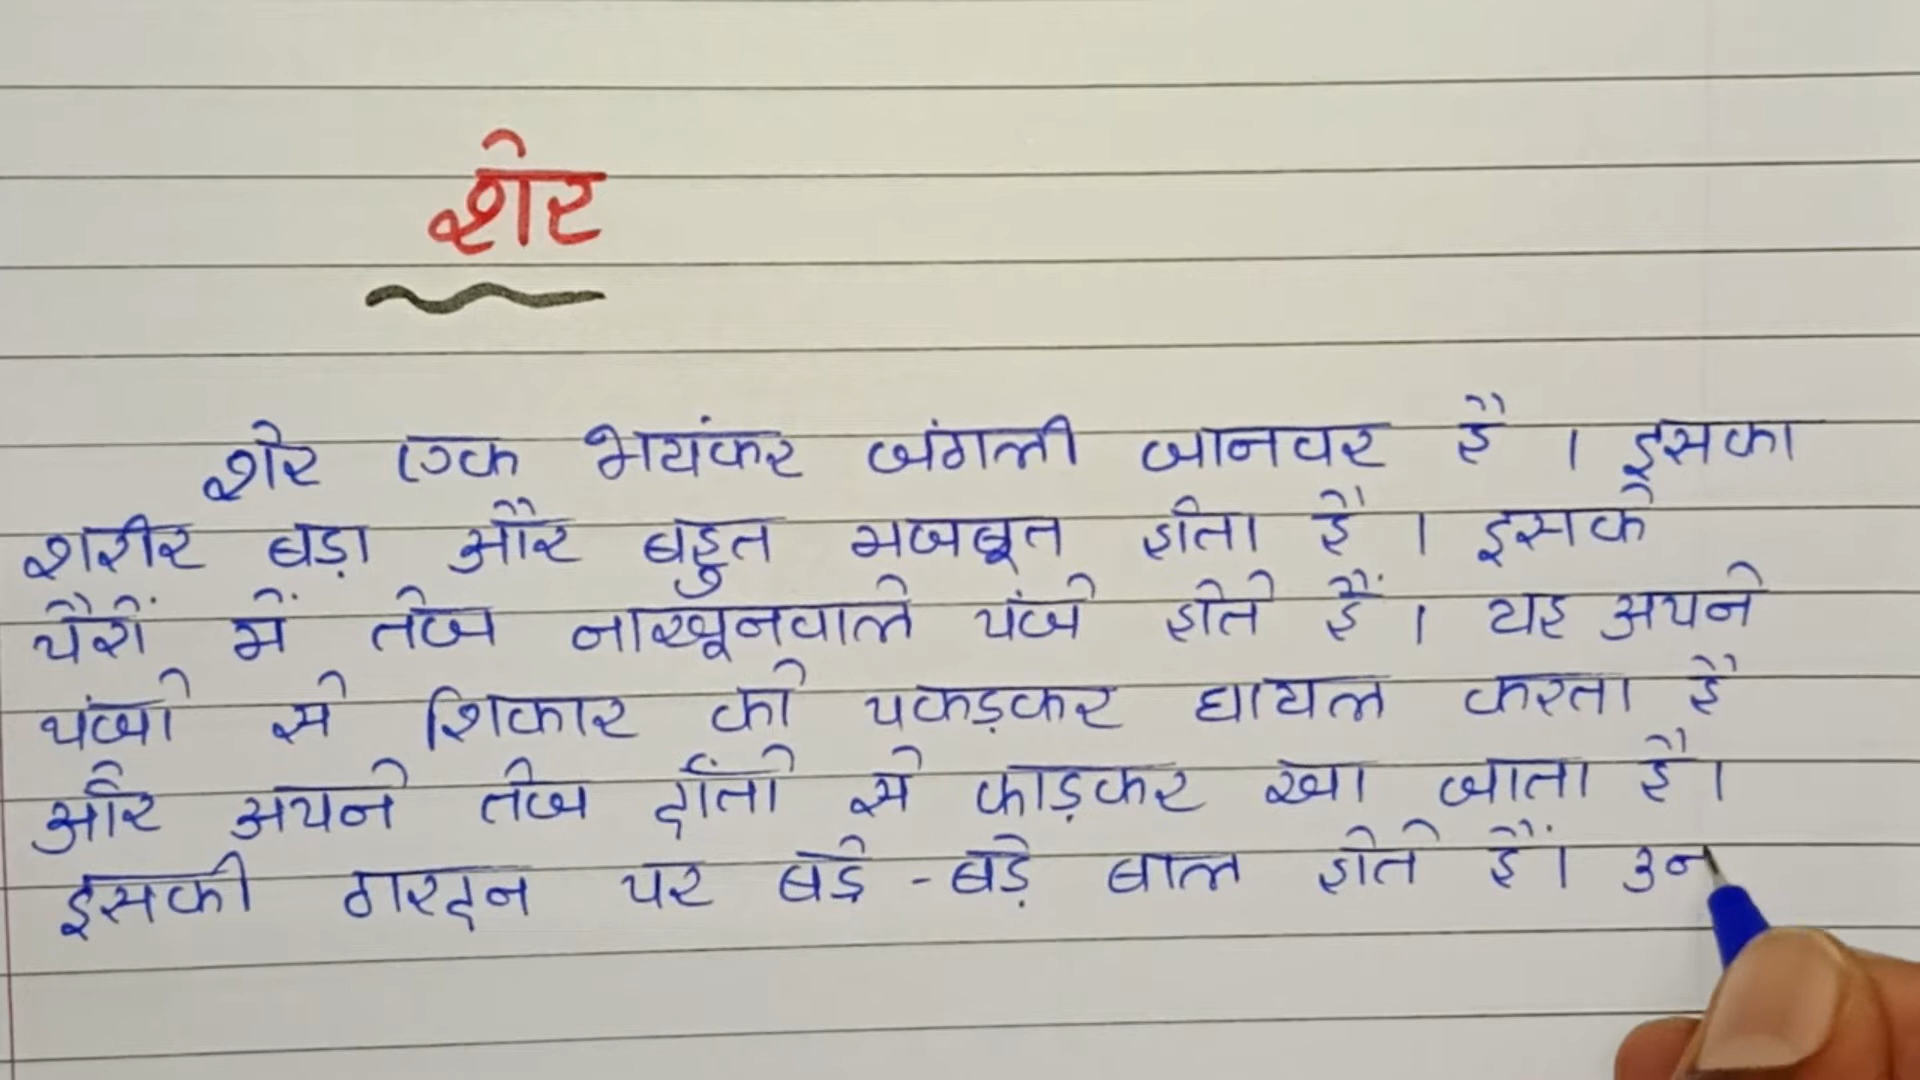 शेर
शेर एक भयंकर जंगली जानवर है । इसका
शरीर बड़ा और बहुत मजबूत होता है । इसके
पैरों में तेज नाखूनवाले पंजे होते हैं । यह अपने
पंजो से शिकार को पकड़कर घायल करता है
और अपने तेज दाँतो से फाड़कर खा जाता है ।
इसकी गरदन पर बड़े - बड़े बाल होते हैं । उन